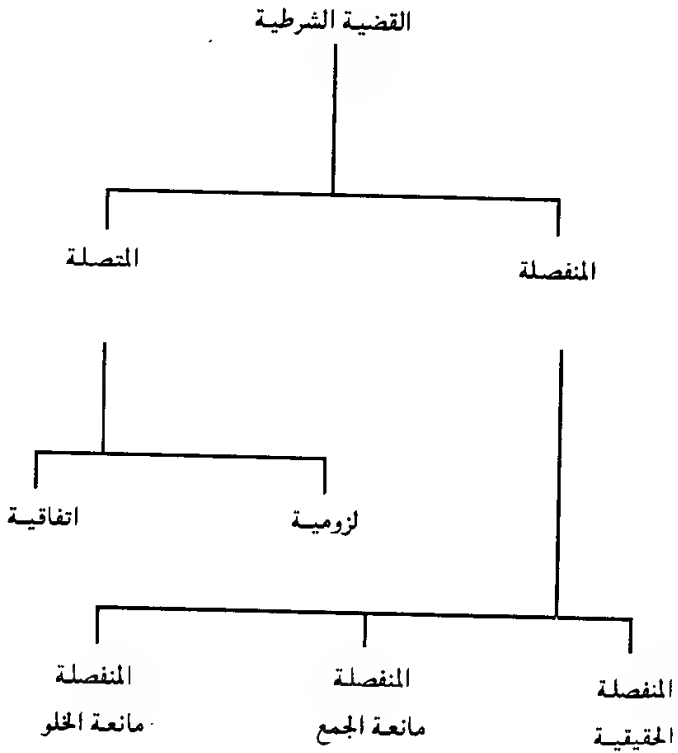 القضية الشرطية
المنفصلة
المتصلة
لزومية
اتفاقية
المنفصلة
الحقيقية
المنفصلة
مانعة الجمع
المنفصلة
مانعة الخلو